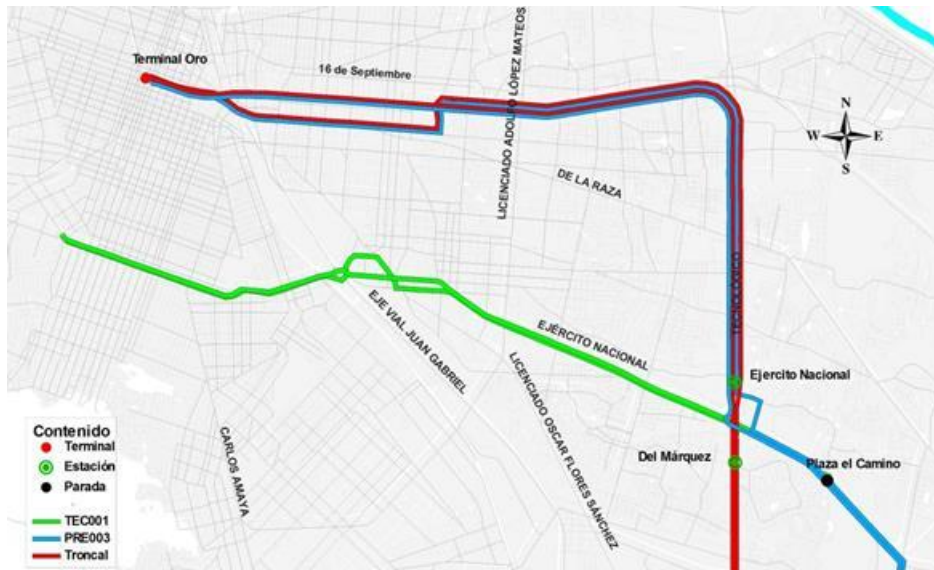 Terminal Oro
16 de Septiembre
LICENCIADO ADOLFO LÓPEZ MATEOS
N
W E
S
DE LA RAZA
TECNOLÓGICO
EJE VIAL JUAN GABRIEL
EJÉRCITO NACIONAL
Ejercito Nacional
LICENCIADO OSCAR FLORES SÁNCHEZ
CARLOS AMAYA
Del Márquez
Plaza el Camino
Contenido
Terminal
Estación
Parada
TEC001
PRE003
Troncal